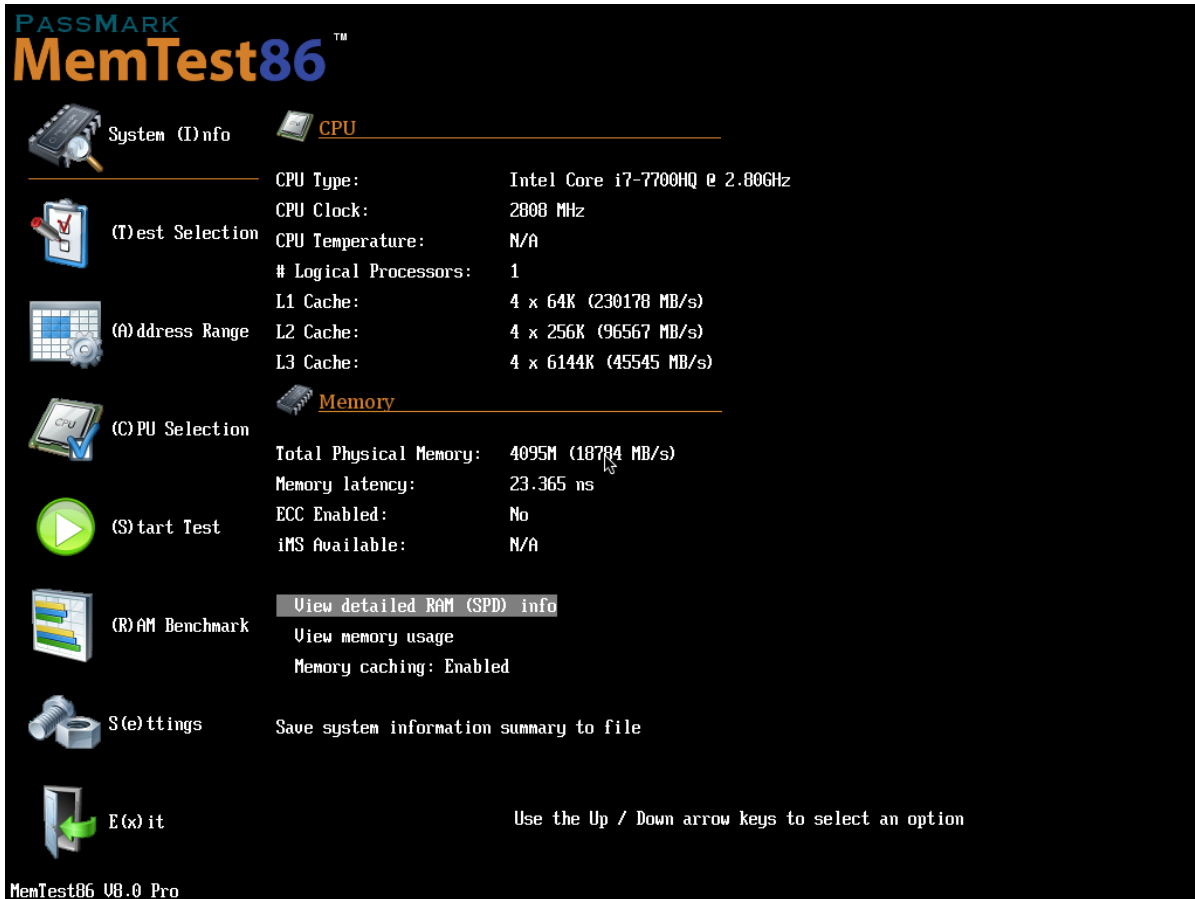 PASSMARK
MemTest86™
System (I)nfo
(T)est Selection
(A)ddress Range
(C)PU Selection
(S)tart Test
(R)AM Benchmark
S(e)ttings
E(x)it
CPU
CPU Type: Intel Core i7-7700HQ @ 2.80GHz
CPU Clock: 2808 MHz
CPU Temperature: N/A
# Logical Processors: 1
L1 Cache: 4 x 64K (230178 MB/s)
L2 Cache: 4 x 256K (96567 MB/s)
L3 Cache: 4 x 6144K (45545 MB/s)
Memory
Total Physical Memory: 4095M (18784 MB/s)
Memory latency: 23.365 ns
ECC Enabled: No
iMS Available: N/A
View detailed RAM (SPD) info
View memory usage
Memory caching: Enabled
Save system information summary to file
Use the Up / Down arrow keys to select an option
MemTest86 V8.0 Pro